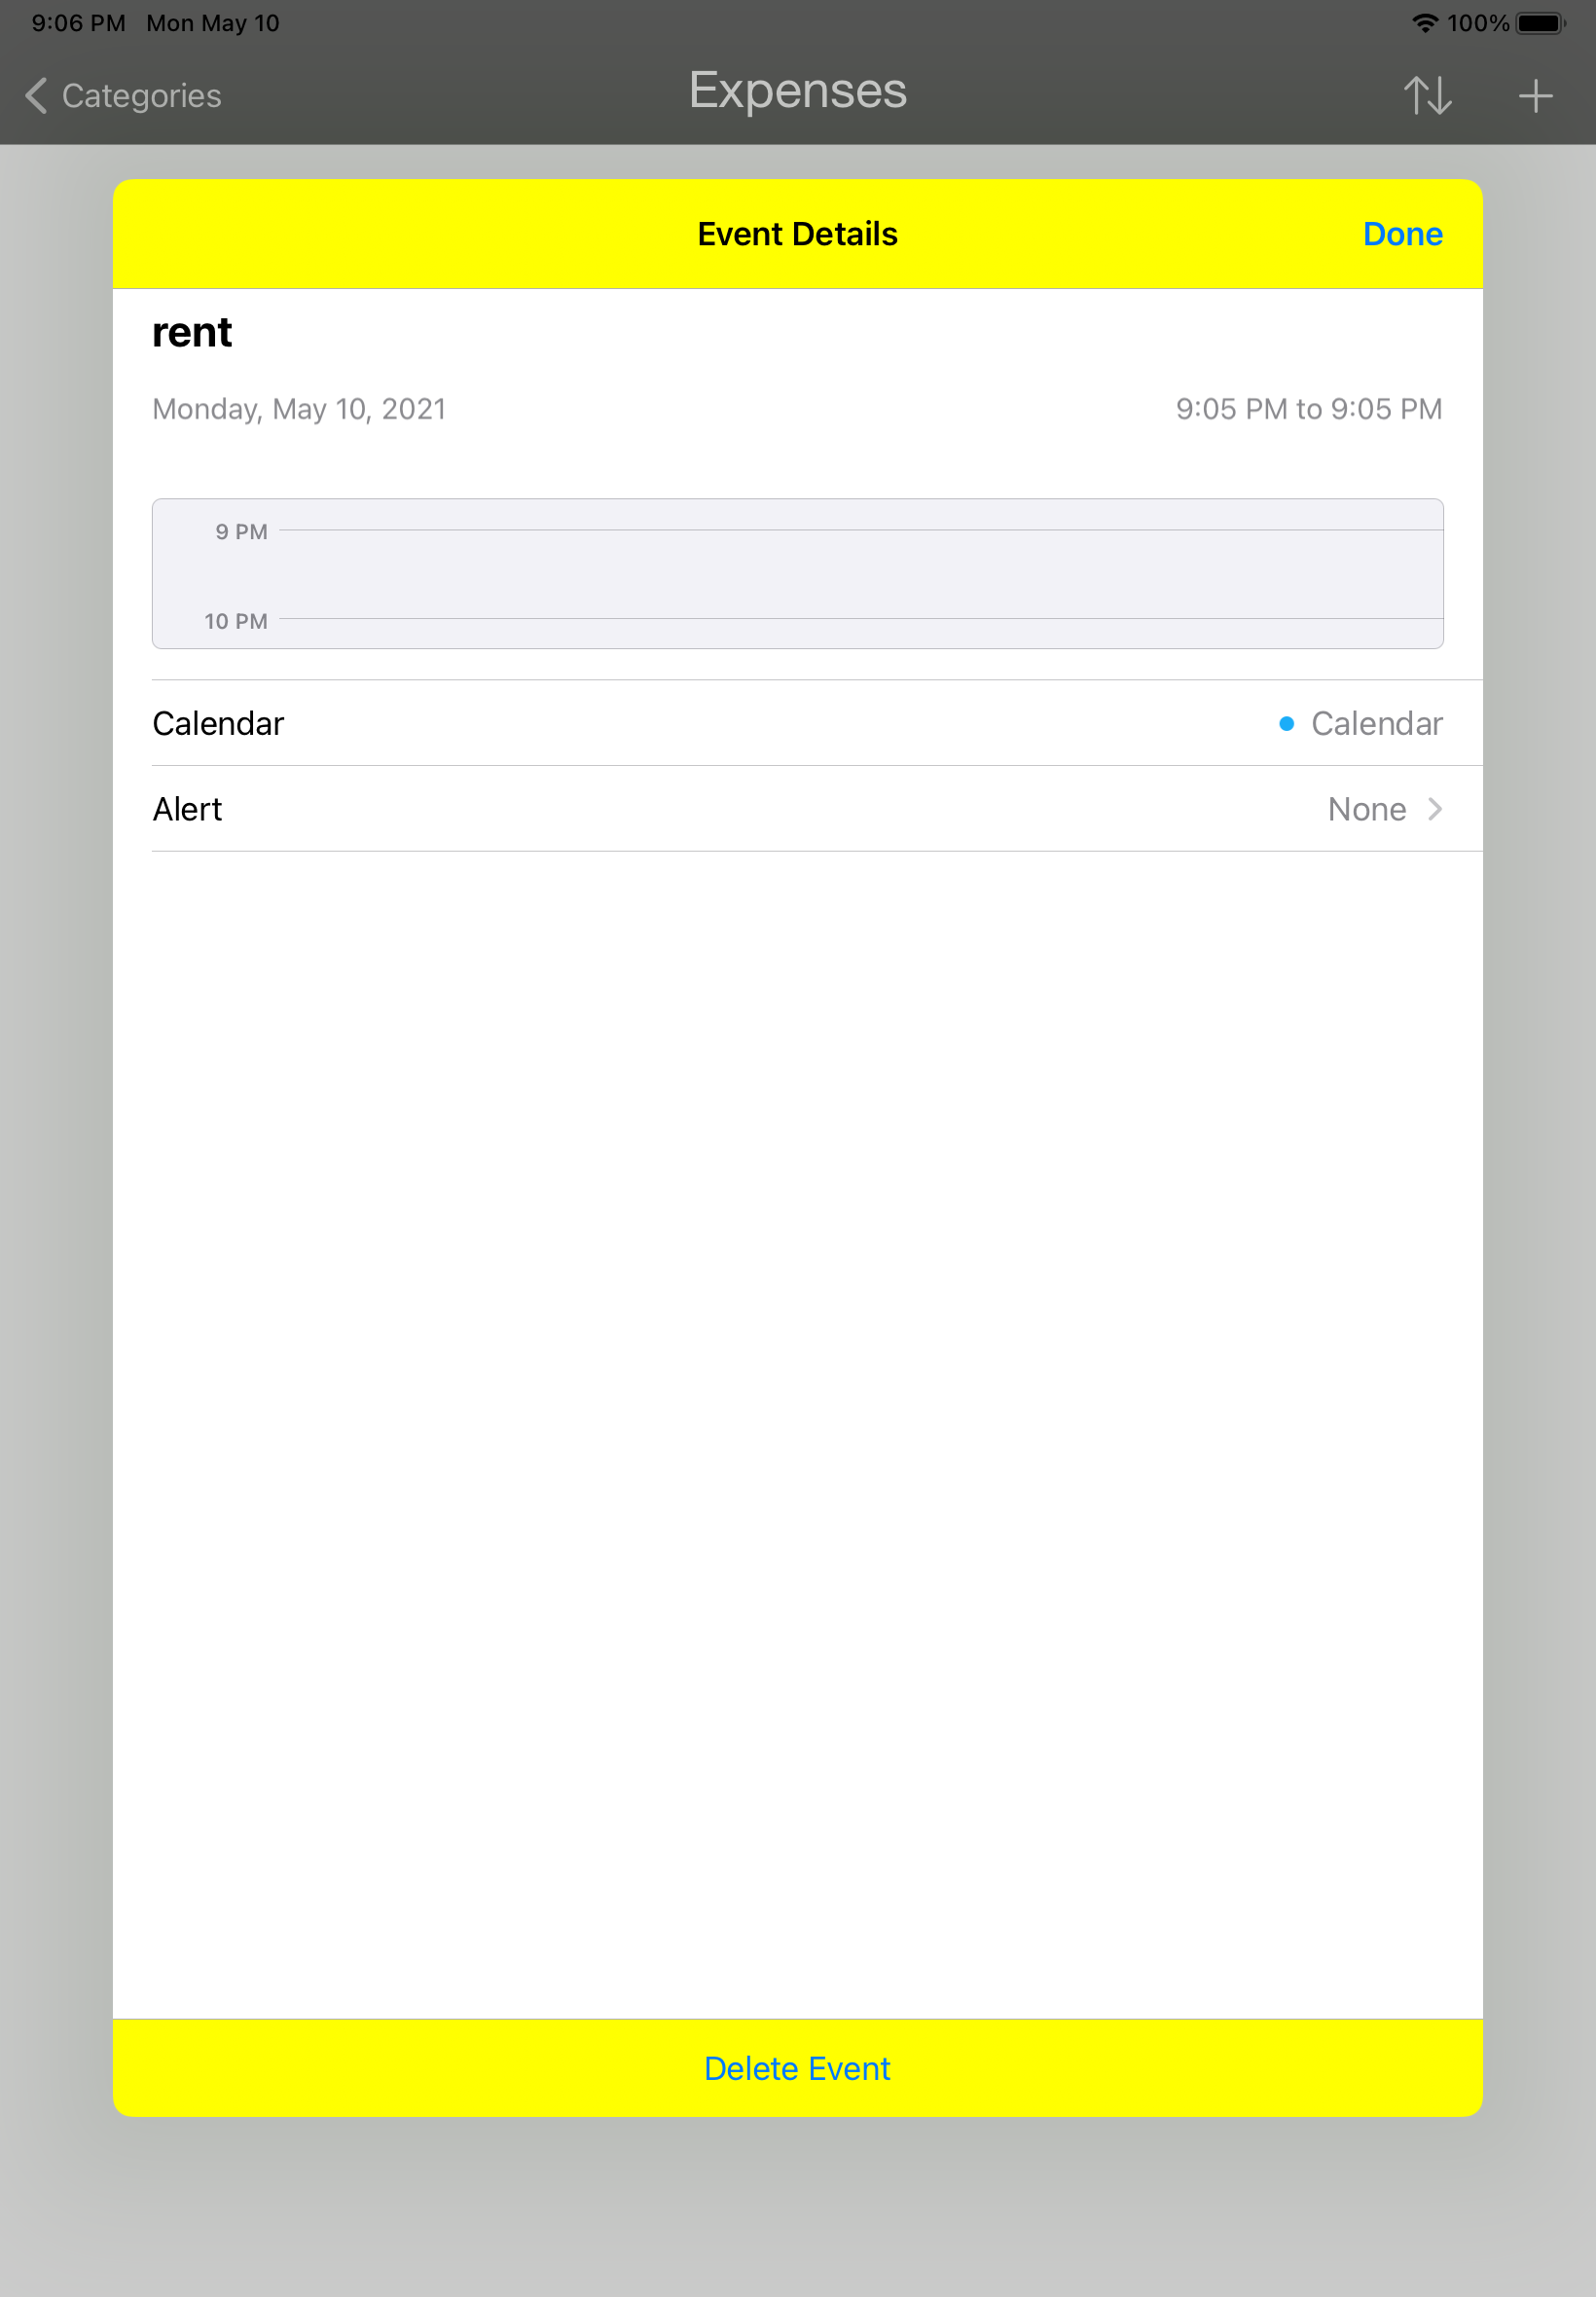 9:06 PM Mon May 10 100%
Categories Expenses
Event Details Done
rent
Monday, May 10, 2021 9:05 PM to 9:05 PM
9 PM
10 PM
Calendar Calendar
Alert None
Delete Event